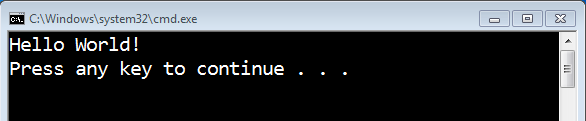 C:\Windows\system32\cmd.exe
Hello World!
Press any key to continue . . .